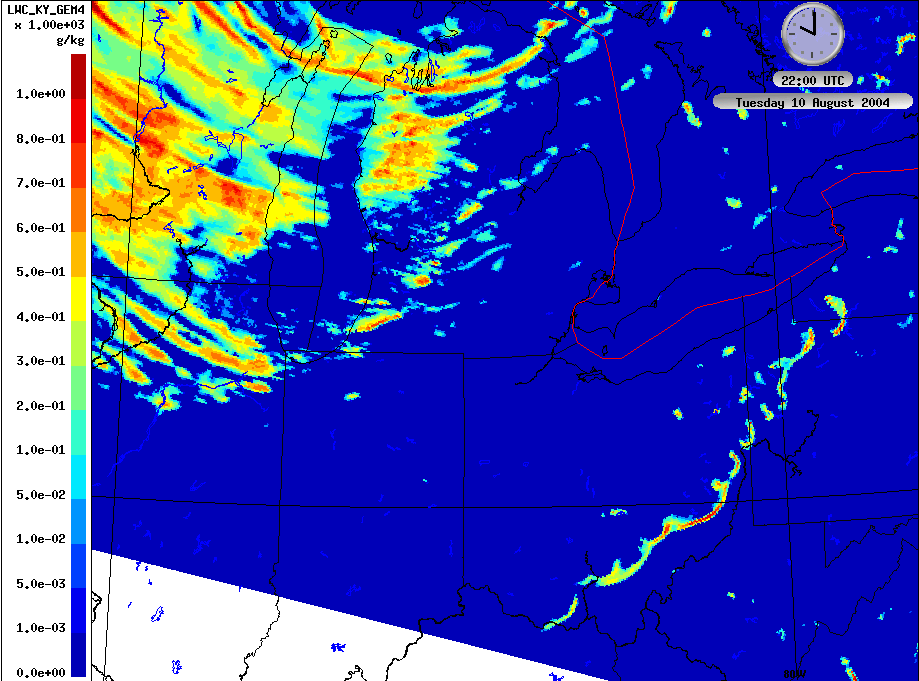 LWC_KY_GEM4
x 1.00e+03
g/kg
1.0e+00
8.0e-01
7.0e-01
6.0e-01
5.0e-01
4.0e-01
3.0e-01
2.0e-01
1.0e-01
5.0e-02
1.0e-02
5.0e-03
1.0e-03
0.0e+00
22:00 UTC
Tuesday 10 August 2004